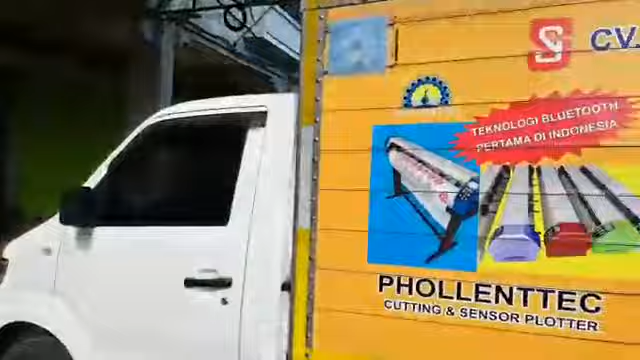 S
CV.
TEKNOLOGI BLUETOOTH
PERTAMA DI INDONESIA
PHOLLENTTEC
CUTTING & SENSOR PLOTTER